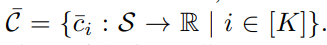 C̄ = {c̄ᵢ : S → ℝ | i ∈ [K]}.